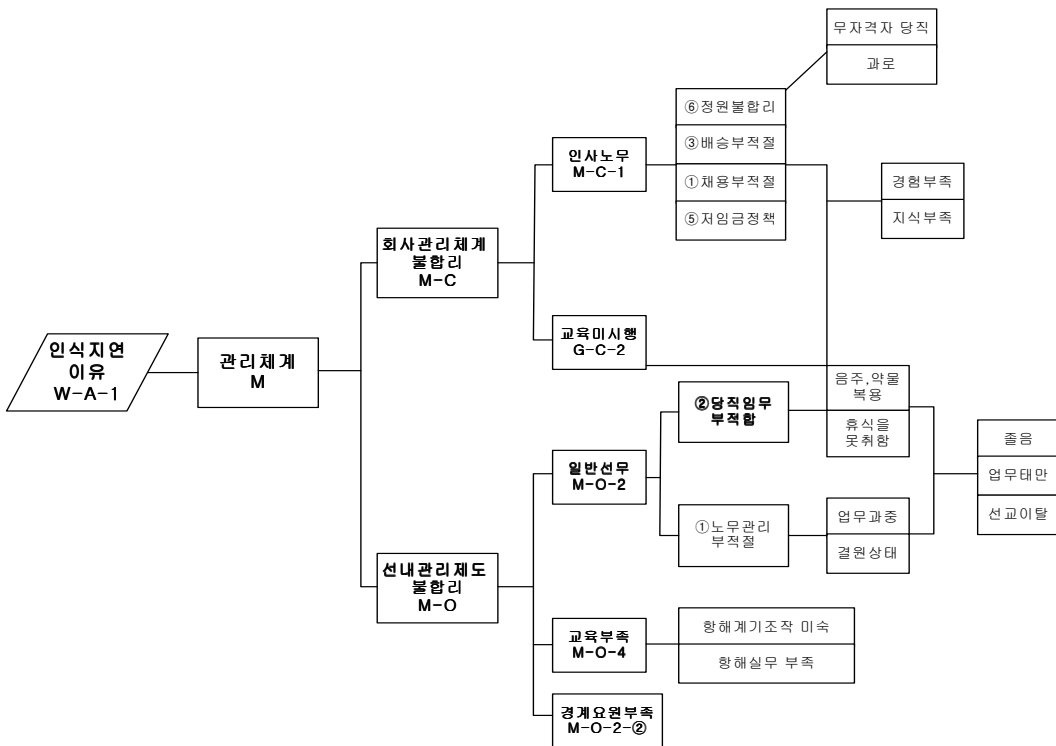 인식지연
이유
W-A-1
관리체계
M
회사관리체계
불합리
M-C
인사노무
M-C-1
⑥정원불합리
③배승부적절
①채용부적절
⑤저임금정책
무자격자 당직
과로
경험부족
지식부족
교육미시행
G-C-2
선내관리제도
불합리
M-O
일반선무
M-O-2
②당직임무
부적합
음주,약물
복용
휴식을
못취함
①노무관리
부적절
업무과중
결원상태
졸음
업무태만
선교이탈
교육부족
M-O-4
항해계기조작 미숙
항해실무 부족
경계요원부족
M-O-2-②